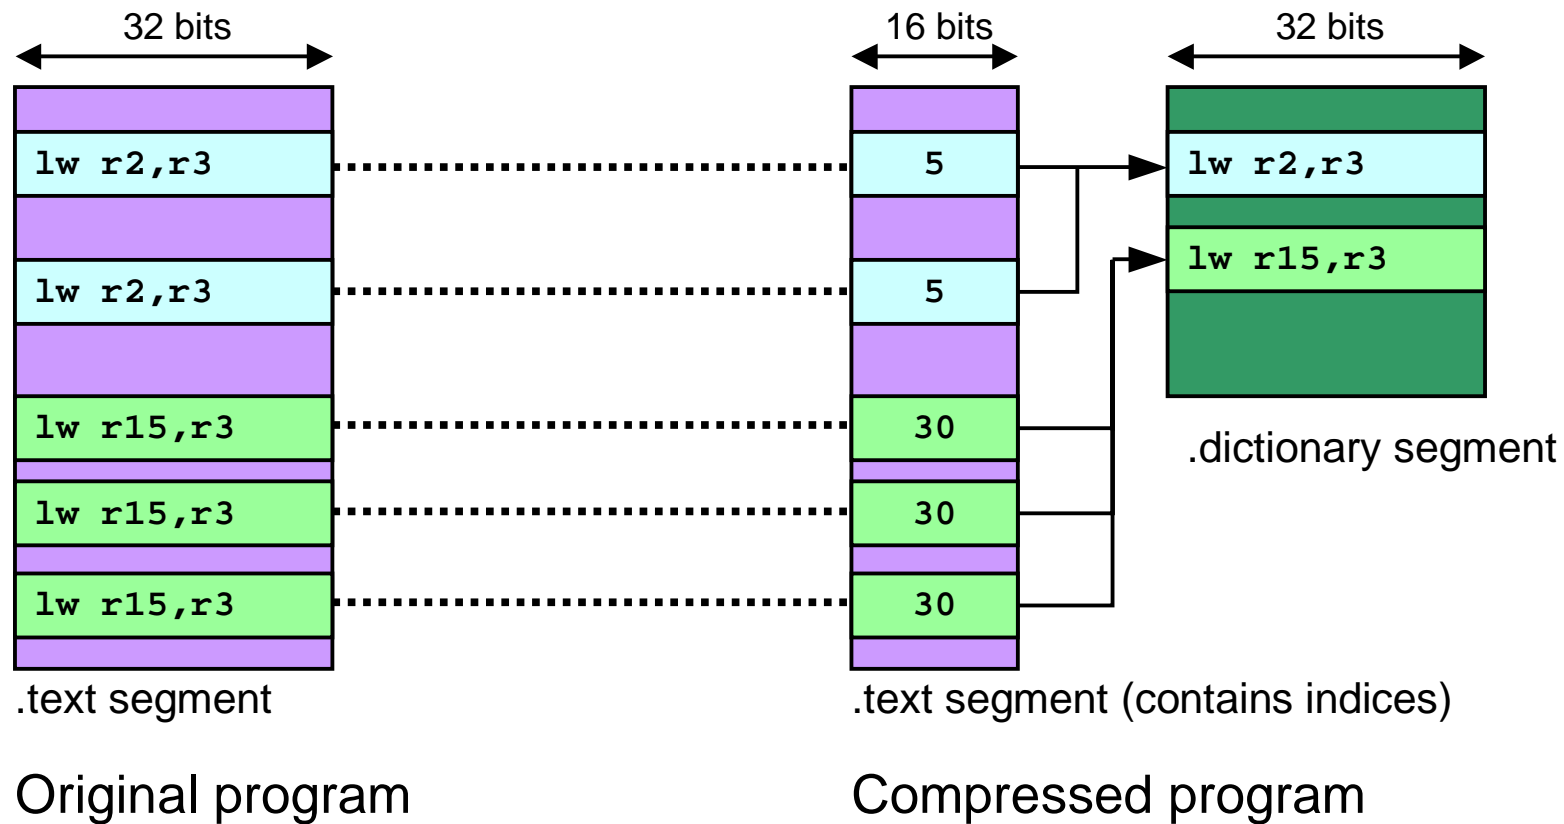 32 bits
16 bits
32 bits
lw r2,r3
5
lw r2,r3
lw r2,r3
5
lw r15,r3
lw r15,r3
30
.dictionary segment
lw r15,r3
30
lw r15,r3
30
.text segment
.text segment (contains indices)
Original program
Compressed program